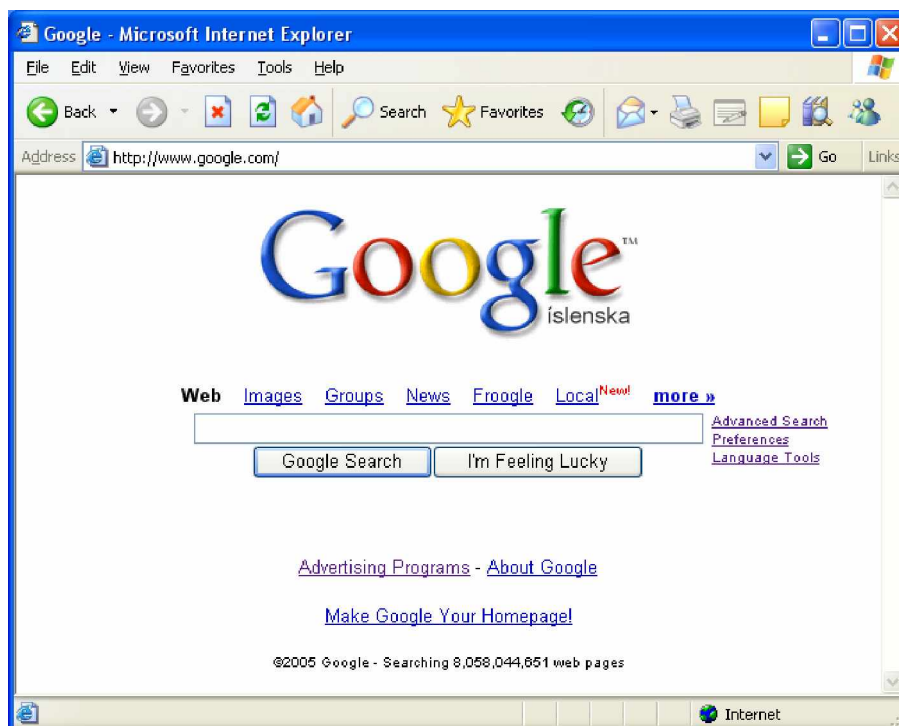 Google - Microsoft Internet Explorer
File Edit View Favorites Tools Help
Back Search Favorites
Address http://www.google.com/ Go Links
Google™
íslenska
Web Images Groups News Froogle Local New! more »
Advanced Search
Preferences
Language Tools
Google Search I'm Feeling Lucky
Advertising Programs - About Google
Make Google Your Homepage!
©2005 Google - Searching 8,058,044,651 web pages
Internet